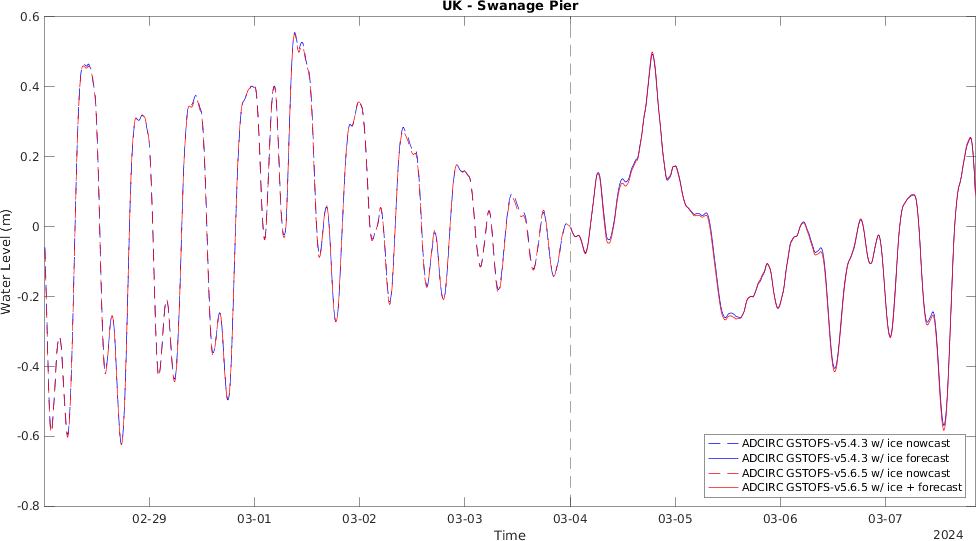 UK - Swanage Pier
0.6
0.4
0.2
0
-0.2
-0.4
-0.6
-0.8
Water Level (m)
ADCIRC GSTOFS-v5.4.3 w/ ice nowcast
ADCIRC GSTOFS-v5.4.3 w/ ice forecast
ADCIRC GSTOFS-v5.6.5 w/ ice nowcast
ADCIRC GSTOFS-v5.6.5 w/ ice + forecast
02-29 03-01 03-02 03-03 03-04 03-05 03-06 03-07
Time
2024